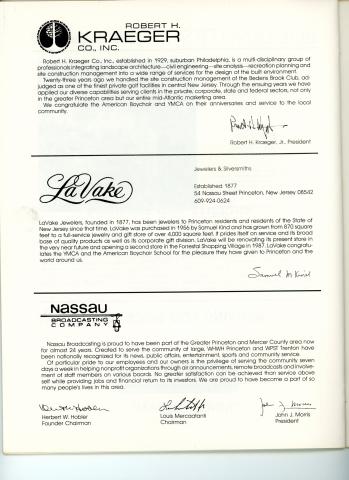 ROBERT H.
KRAEGER
CO., INC.
Robert H. Kraeger Co., Inc., established in 1929, suburban Philadelphia, is a multi-disciplinary group of
professionals integrating landscape architecture—civil engineering—site analysis—recreation planning and
site construction management into a wide range of services for the design of the built environment.
Twenty-three years ago we handled the site construction management of the Bedens Brook Club, ad-
judged as one of the finest private golf facilities in central New Jersey. Through the ensuing years we have
applied our diverse capabilities serving clients in the private, corporate, state and federal sectors, not only
in the greater Princeton area but our entire mid-Atlantic marketing area.
We congratulate the American Boychoir and YMCA on their anniversaries and service to the local
community.
Robert H. Kraeger, Jr., President
LaVake
Jewelers & Silversmiths
Established 1877
54 Nassau Street Princeton, New Jersey 08542
609-924-0624
LaVake Jewelers, founded in 1877, has been jewelers to Princeton residents and residents of the State of
New Jersey since that time. LaVake was purchased in 1956 by Samuel Kind and has grown from 870 square
feet to a full-service jewelry and gift store of over 4,000 square feet. It prides itself on service and its broad
base of quality products as well as its corporate gift division. LaVake will be renovating its present store in
the very near future and opening a second store in the Forrestal Shopping Village in 1987. LaVake congratu-
lates the YMCA and the American Boychoir School for the pleasure they have given to Princeton and the
world around us.
Samuel M Kind
Nassau
BROADCASTING
COMPANY
Nassau Broadcasting is proud to have been part of the Greater Princeton and Mercer County area now
for almost 24 years. Created to serve the community at large, WHWH Princeton and WPST Trenton have
been nationally recognized for its news, public affairs, entertainment, sports and community service.
Of particular pride to our employees and our owners is the privilege of serving the community seven
days a week in helping nonprofit organizations through air announcements, remote broadcasts and involve-
ment of staff members on various boards. No greater satisfaction can be achieved than service above
self while providing jobs and financial return to its investors. We are proud to have become a part of so
many people's lives in this area.
Herbert W. Hobler
Founder Chairman
Louis Mercatanti
Chairman
John J. Morris
John J. Morris
President